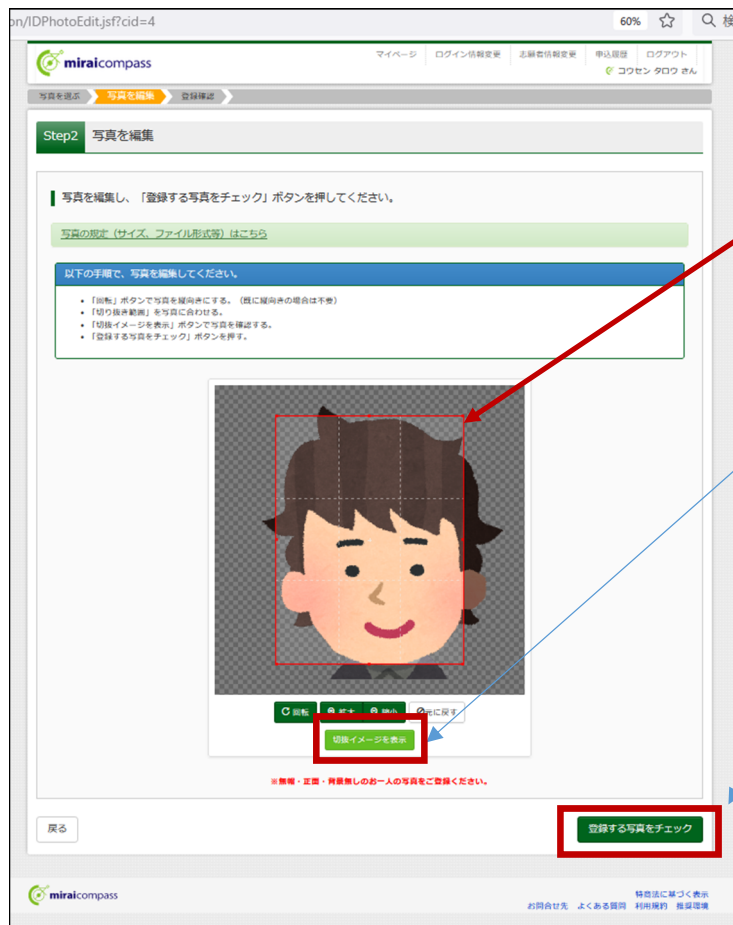 on/IDPhotoEdit.jsf?cid=4
60%
検
miraicompass
マイページ ログイン情報変更 志願者情報変更 申込履歴 ログアウト
コウセン タロウ さん
写真を選ぶ 写真を編集 登録確認
Step2 写真を編集
写真を編集し、「登録する写真をチェック」ボタンを押してください。
写真の規定（サイズ、ファイル形式等）はこちら
以下の手順で、写真を編集してください。
・「回転」ボタンで写真を縦向きにする。（既に縦向きの場合は不要）
・「切り抜き範囲」を写真に合わせる。
・「切抜イメージを表示」ボタンで写真を確認する。
・「登録する写真をチェック」ボタンを押す。
回転 拡大 縮小 元に戻す
切抜イメージを表示
※無帽・正面・背景無しのお一人の写真をご登録ください。
戻る
登録する写真をチェック
miraicompass
特商法に基づく表示
お問合せ先 よくある質問 利用規約 推奨環境